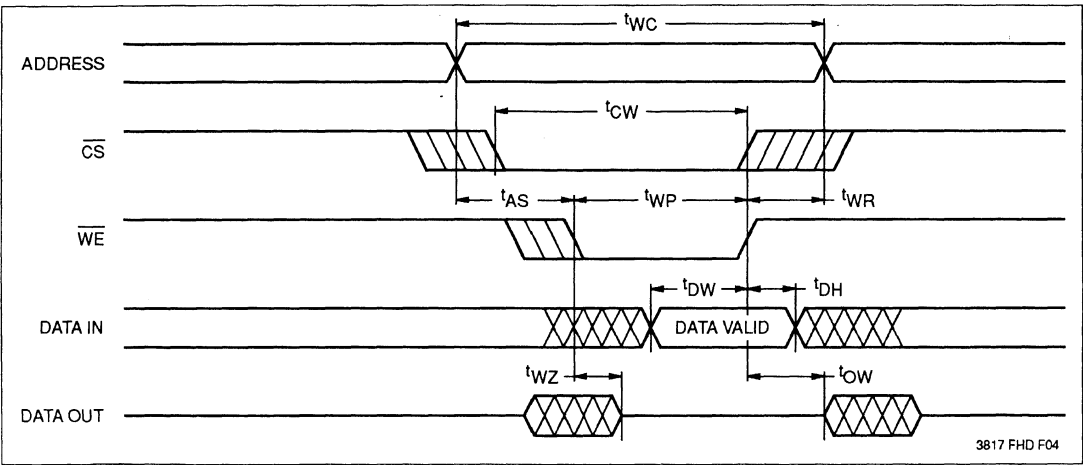 tWC
ADDRESS
tCW
CS
tAS
tWP
tWR
WE
tDW
tDH
DATA IN
DATA VALID
tWZ
tOW
DATA OUT
3817 FHD F04